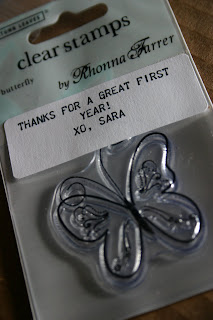 clear stamps
butterfly
by Rhonna Farrer
THANKS FOR A GREAT FIRST
YEAR!
XO, SARA